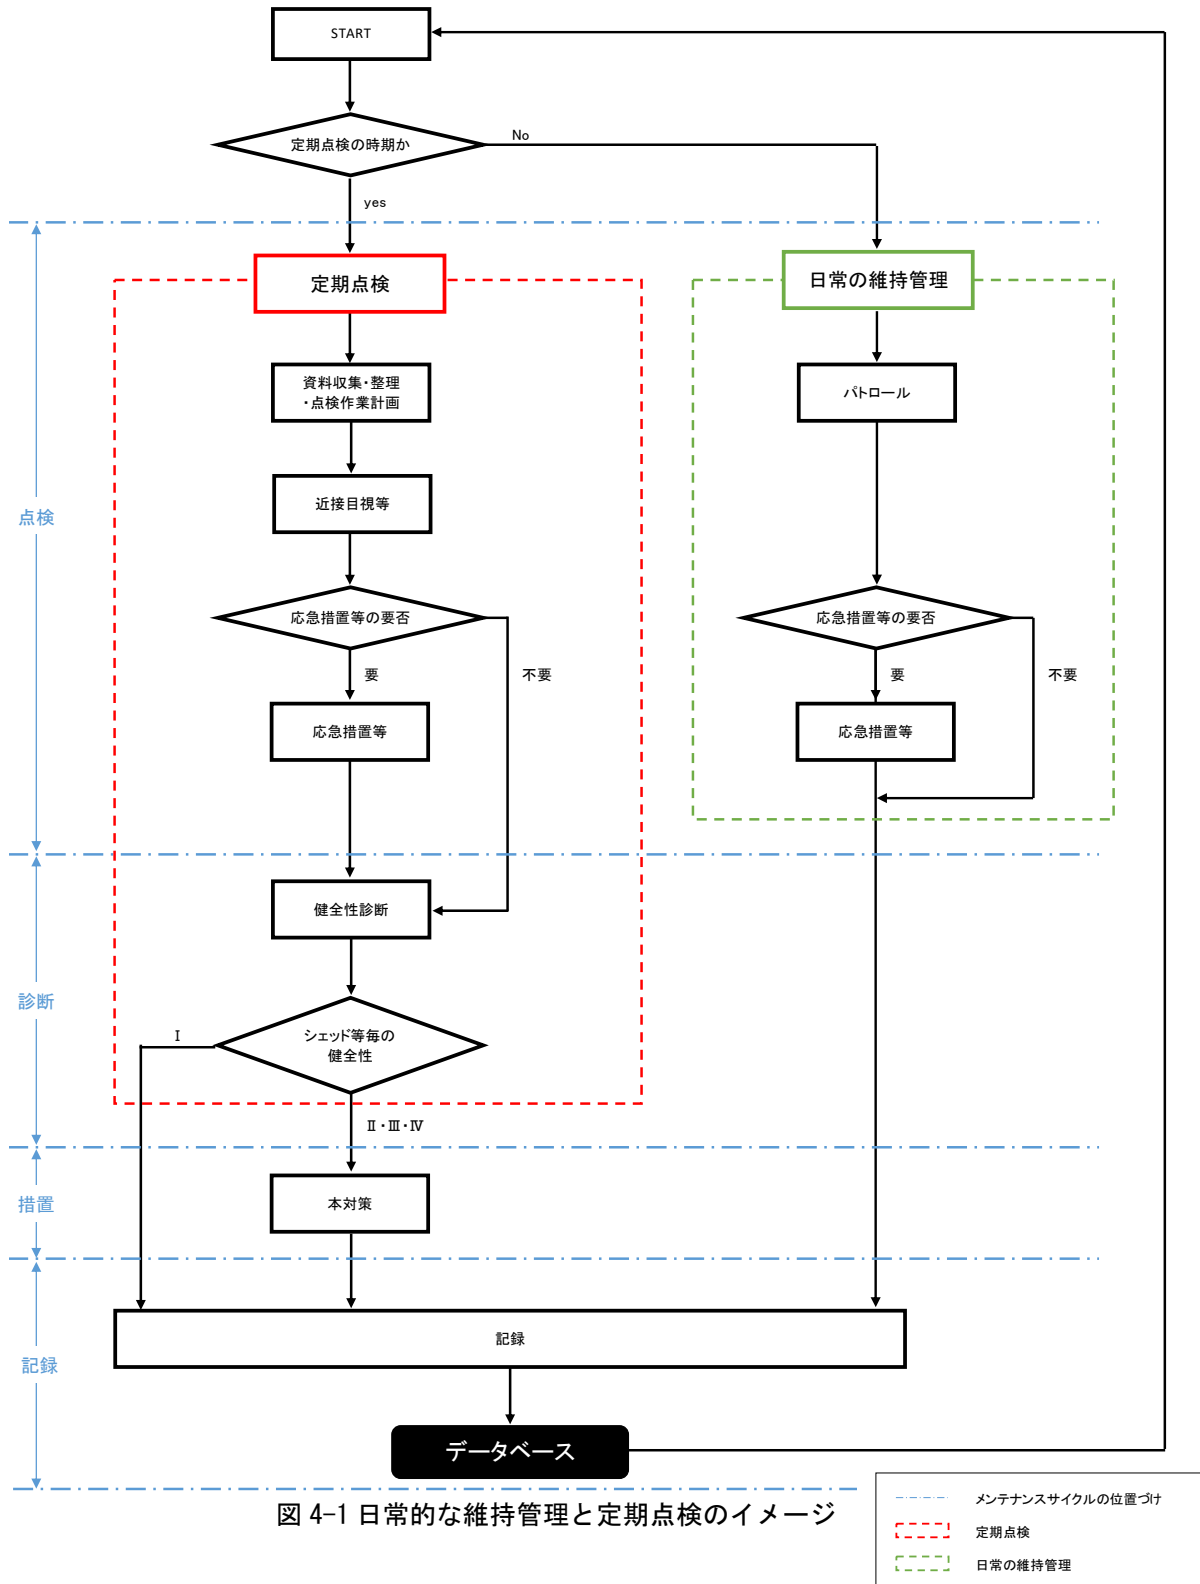 START
定期点検の時期か
No
yes
定期点検
日常の維持管理
資料収集・整理
・点検作業計画
パトロール
近接目視等
点検
応急措置等の要否
応急措置等の要否
要
不要
要
不要
応急措置等
応急措置等
健全性診断
診断
シェッド等毎の
健全性
Ⅰ
Ⅱ・Ⅲ・Ⅳ
措置
本対策
記録
記録
データベース
図 4-1 日常的な維持管理と定期点検のイメージ
メンテナンスサイクルの位置づけ
定期点検
日常の維持管理